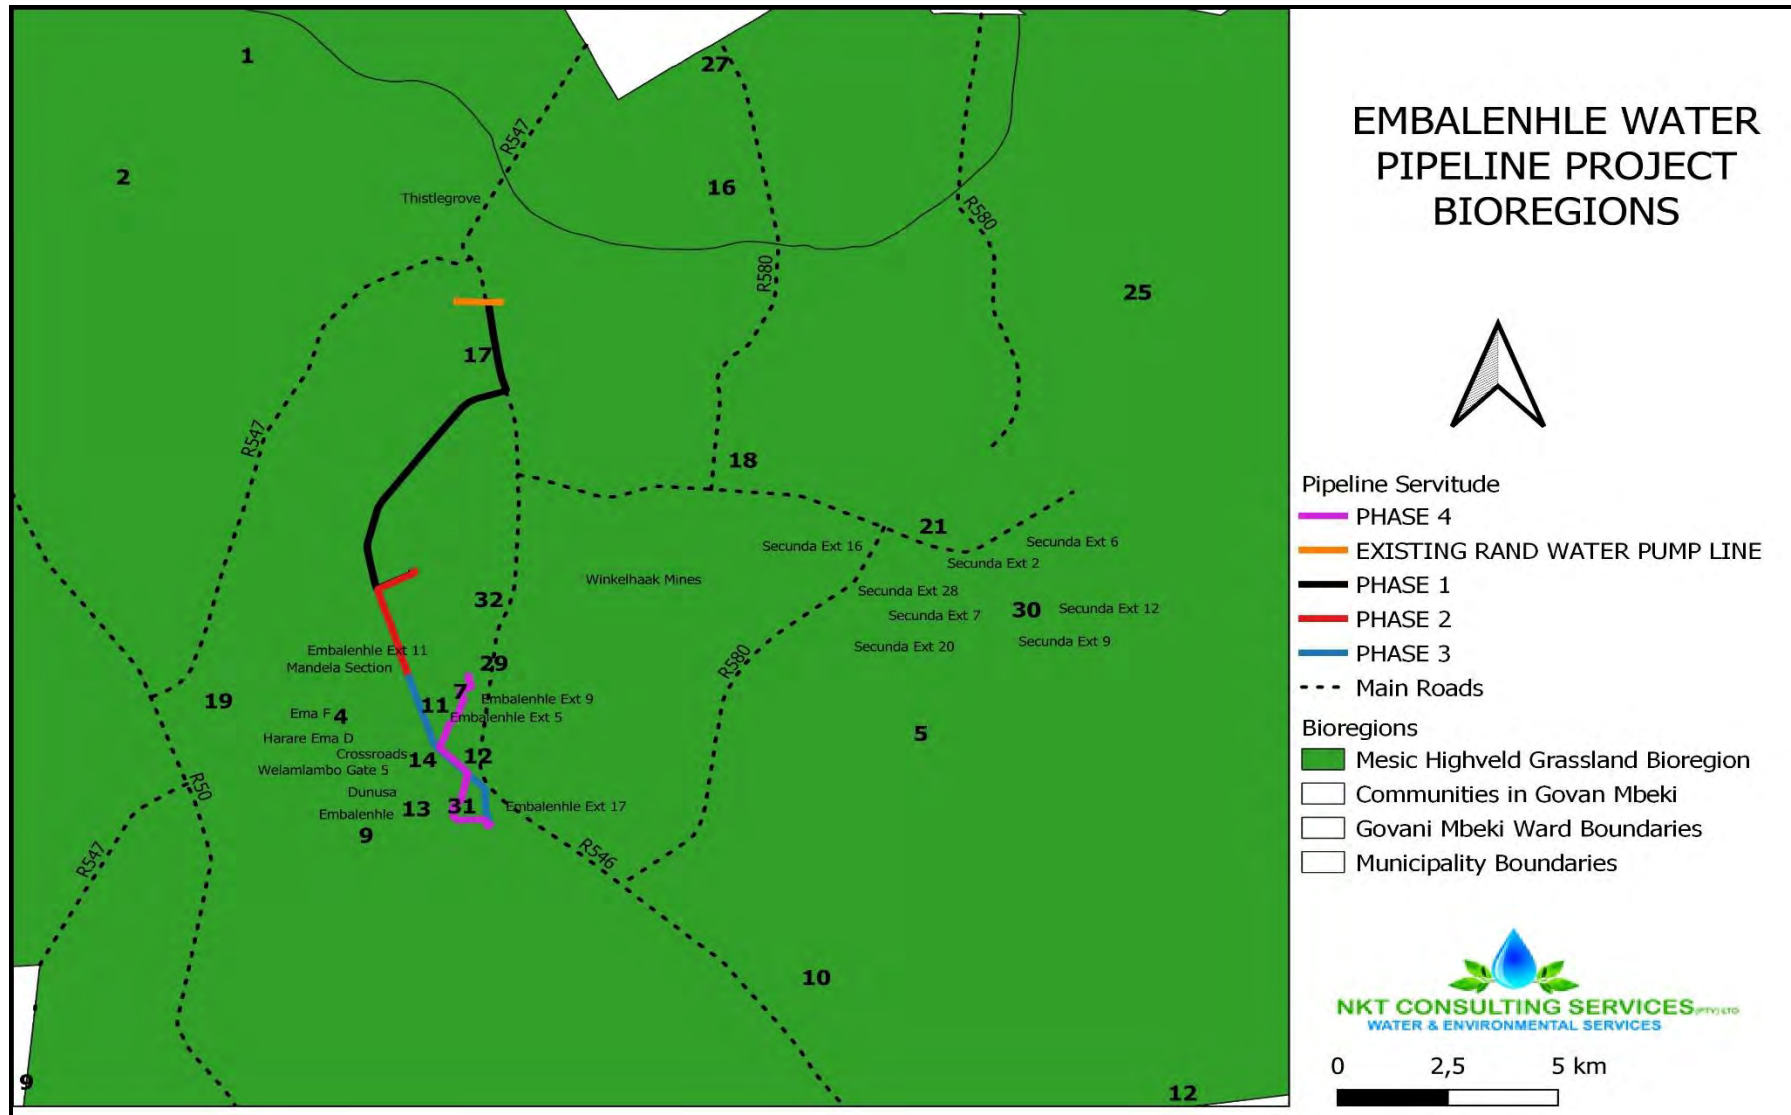 EMBALENHLE WATER
PIPELINE PROJECT
BIOREGIONS
1
27
R547
2
16
Thistlegrove
R580
R580
25
17
R547
18
21
Secunda Ext 16
Secunda Ext 6
Secunda Ext 2
Winkelhaak Mines
Secunda Ext 28
32
30
Secunda Ext 12
Secunda Ext 7
Secunda Ext 20
Secunda Ext 9
Embalenhle Ext 11
Mandela Section
29
R580
7
19
Embalenhle Ext 9
11
Ema F
4
Embalenhle Ext 5
5
Harare Ema D
Crossroads
14
12
Welamlambo Gate 5
R50
Dunusa
13
31
Embalenhle Ext 17
Embalenhle
9
R547
R546
10
9
12
Pipeline Servitude
PHASE 4
EXISTING RAND WATER PUMP LINE
PHASE 1
PHASE 2
PHASE 3
Main Roads
Bioregions
Mesic Highveld Grassland Bioregion
Communities in Govan Mbeki
Govani Mbeki Ward Boundaries
Municipality Boundaries
NKT CONSULTING SERVICES (PTY) LTD
WATER & ENVIRONMENTAL SERVICES
0 2,5 5 km